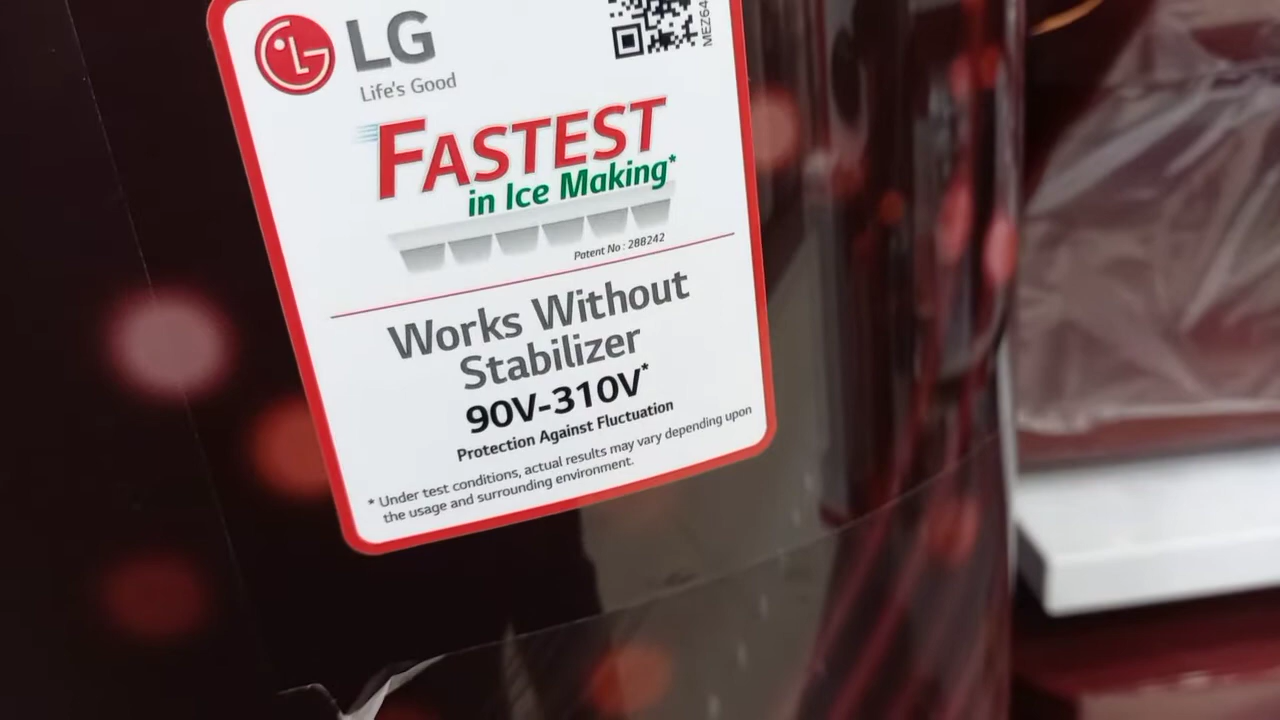 LG
Life's Good
MEZ64
FASTEST
in Ice Making*
Patent No : 288242
Works Without
Stabilizer
90V-310V*
Protection Against Fluctuation
* Under test conditions, actual results may vary depending upon
the usage and surrounding environment.